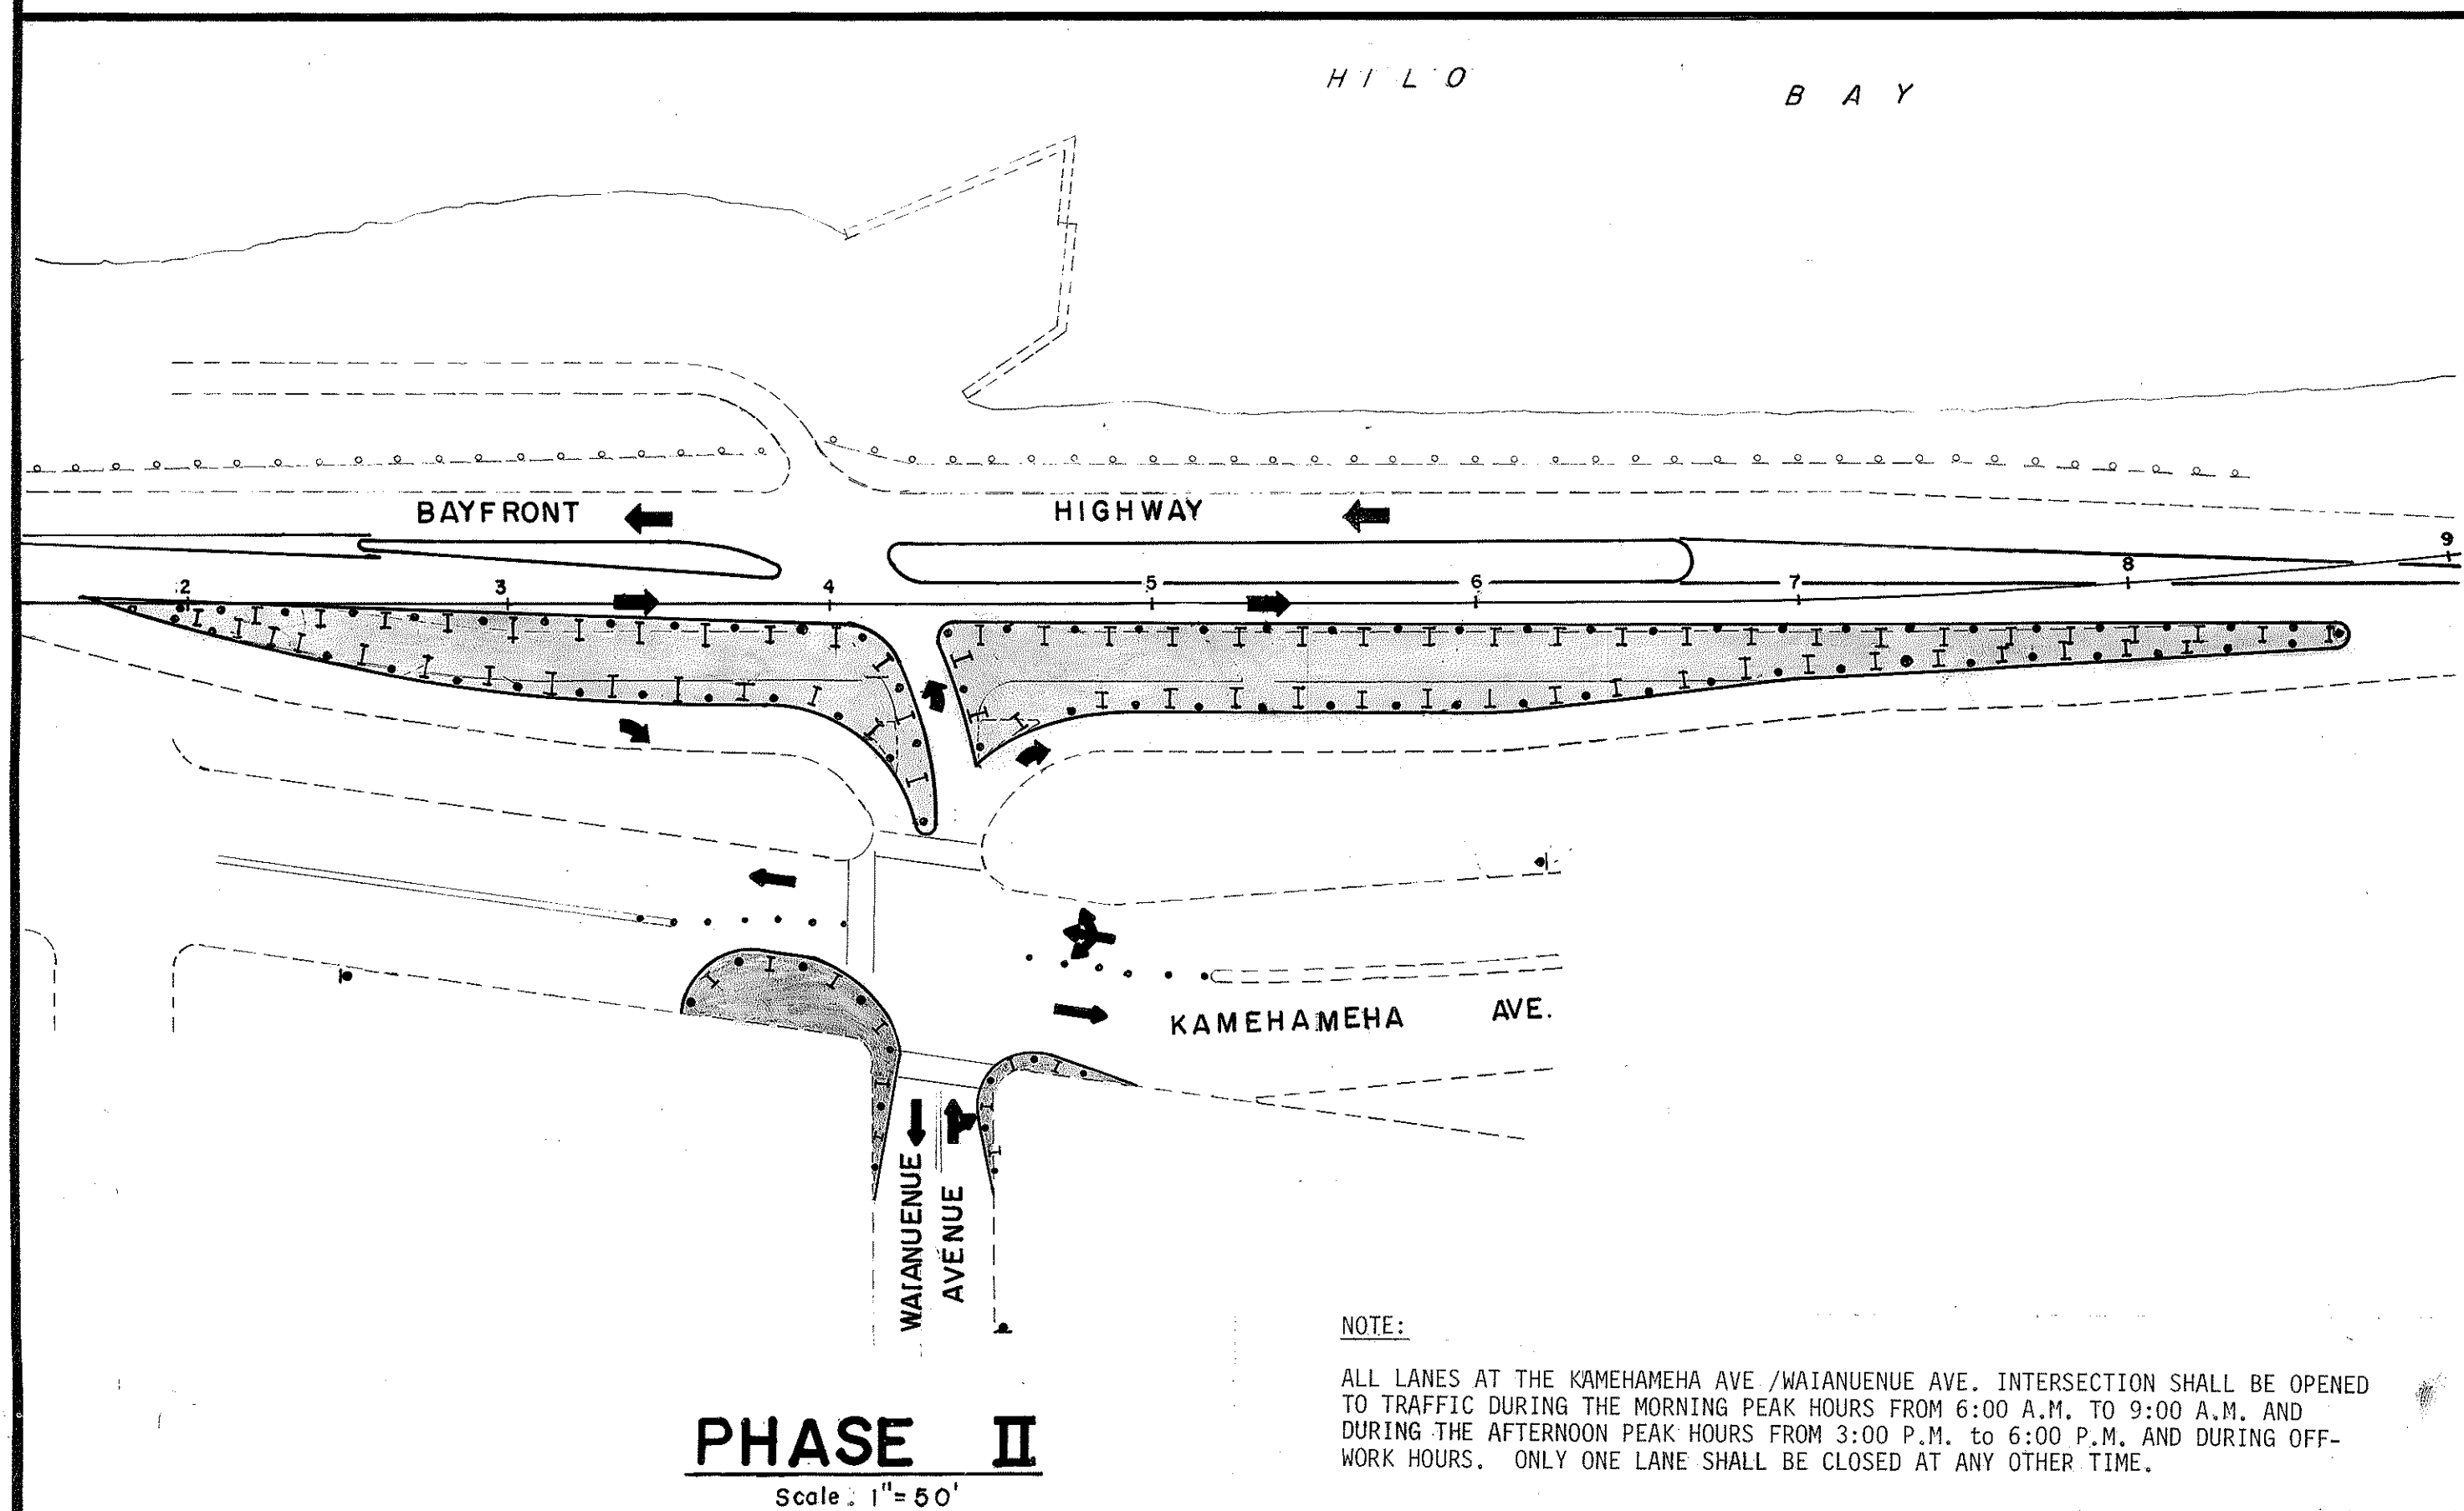 HILO BAY
BAYFRONT HIGHWAY
2 3 4 5 6 7 8 9
KAMEHAMEHA AVE.
WAIANUENUE
AVENUE
NOTE:
ALL LANES AT THE KAMEHAMEHA AVE /WAIANUENUE AVE. INTERSECTION SHALL BE OPENED
TO TRAFFIC DURING THE MORNING PEAK HOURS FROM 6:00 A.M. TO 9:00 A.M. AND
DURING THE AFTERNOON PEAK HOURS FROM 3:00 P.M. to 6:00 P.M. AND DURING OFF-
WORK HOURS. ONLY ONE LANE SHALL BE CLOSED AT ANY OTHER TIME.
PHASE II
Scale: 1"=50'